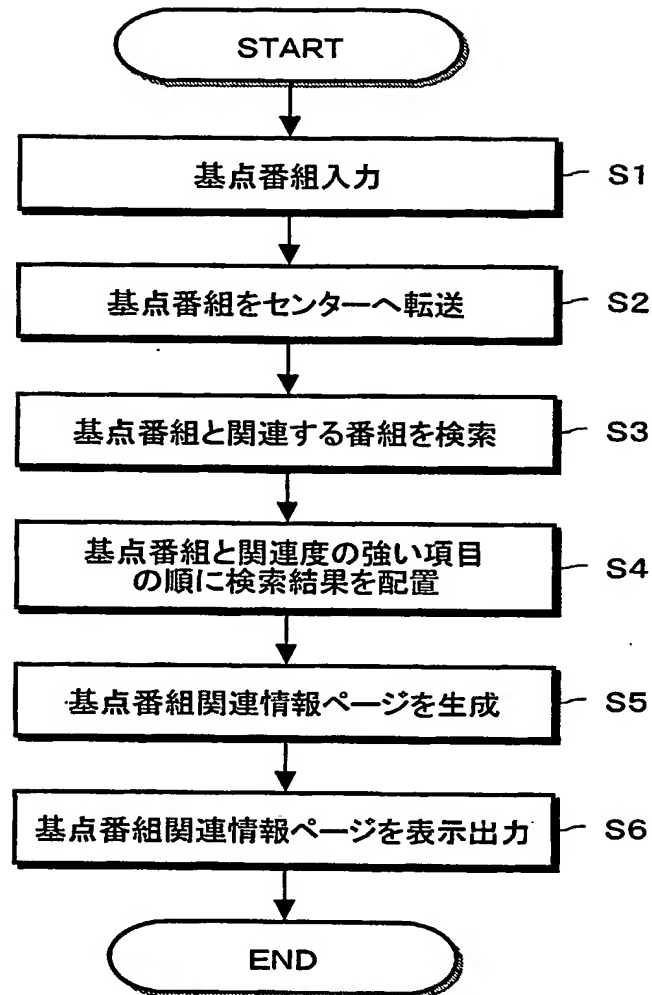 START
基点番組入力 S1
基点番組をセンターへ転送 S2
基点番組と関連する番組を検索 S3
基点番組と関連度の強い項目
の順に検索結果を配置 S4
基点番組関連情報ページを生成 S5
基点番組関連情報ページを表示出力 S6
END